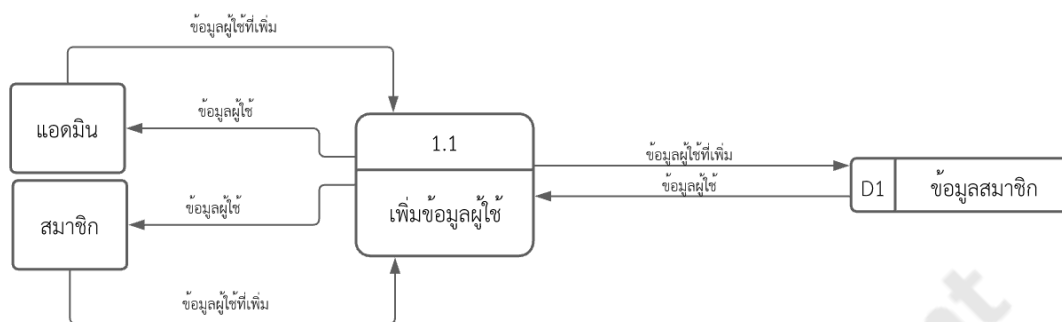 ข้อมูลผู้ใช้ที่เพิ่ม
แอดมิน
ข้อมูลผู้ใช้
1.1
เพิ่มข้อมูลผู้ใช้
ข้อมูลผู้ใช้ที่เพิ่ม
ข้อมูลผู้ใช้
D1 ข้อมูลสมาชิก
สมาชิก
ข้อมูลผู้ใช้
ข้อมูลผู้ใช้ที่เพิ่ม